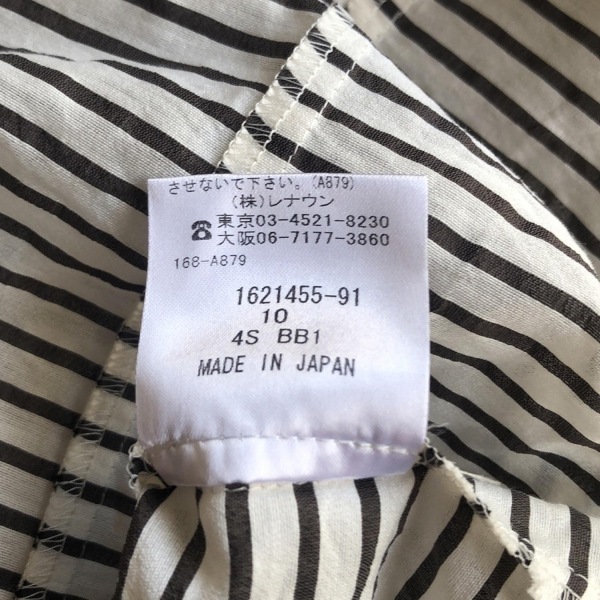 させないで下さい。(A879)
(株)レナウン
☎東京03-4521-8230
大阪06-7177-3860
168-A879
1621455-91
10
4S BB1
MADE IN JAPAN